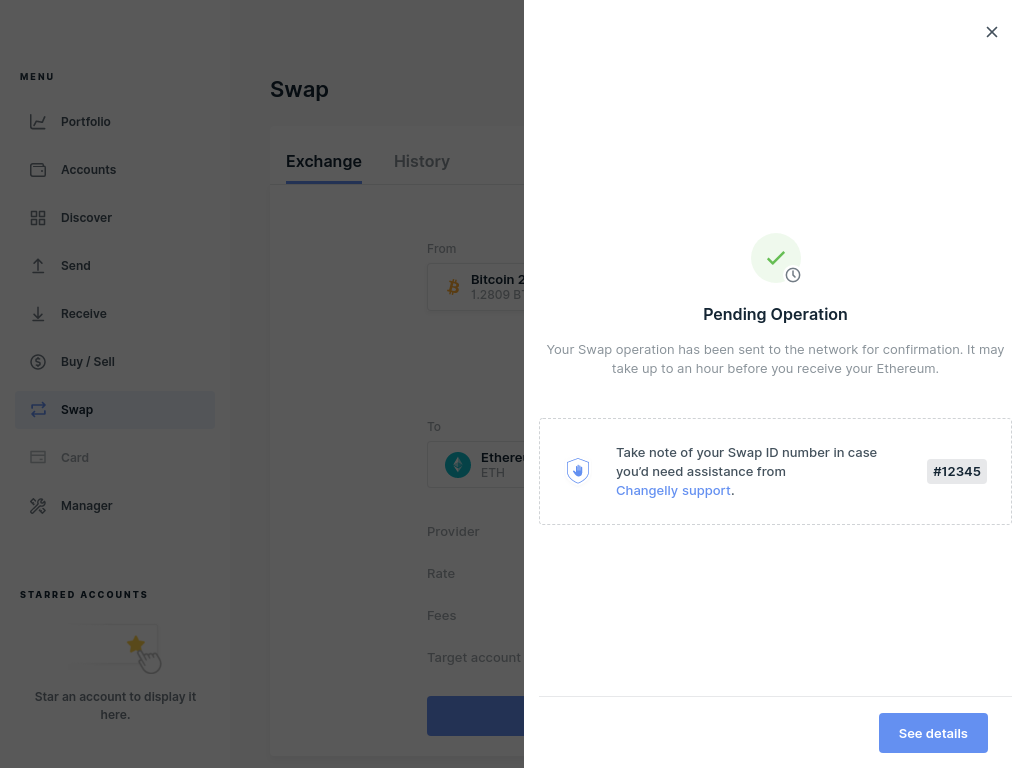 MENU
Portfolio
Accounts
Discover
Send
Receive
Buy / Sell
Swap
Card
Manager
STARRED ACCOUNTS
Star an account to display it
here.
Swap
Exchange
History
From
Bitcoin 2
1.2809
To
ETH
Provider
Rate
Fees
Target account
Pending Operation
Your Swap operation has been sent to the network for confirmation. It may
take up to an hour before you receive your Ethereum.
Take note of your Swap ID number in case
you’d need assistance from
Changelly support.
#12345
See details